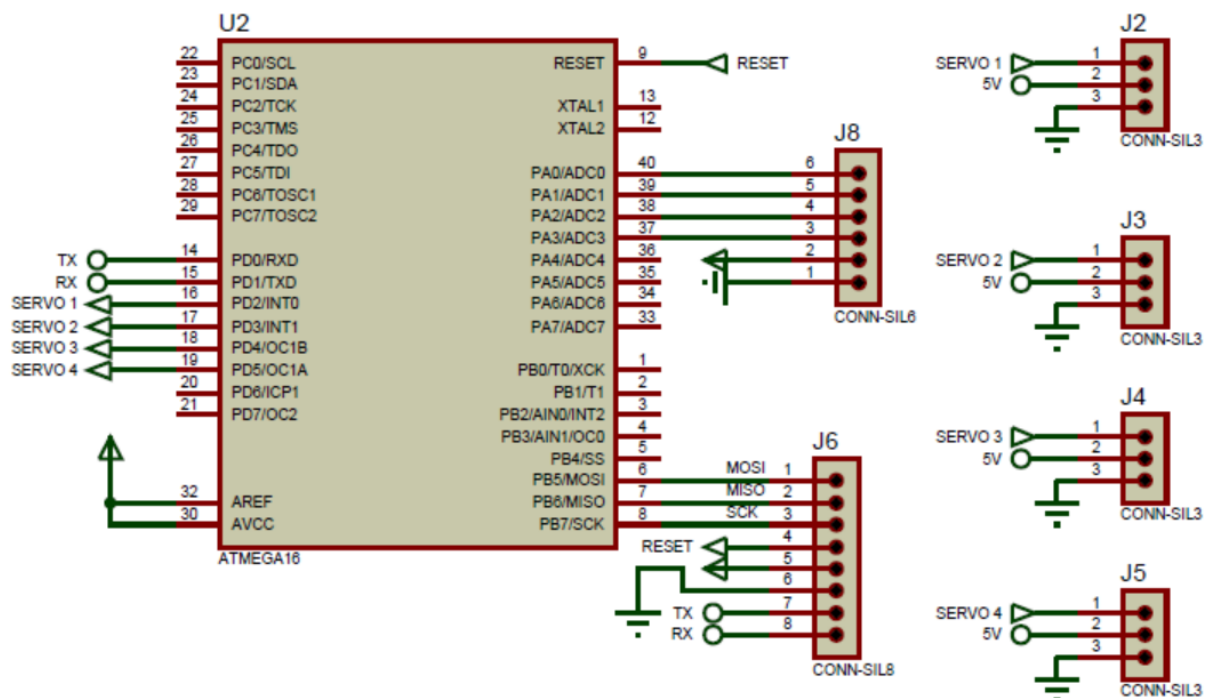 U2
22 PC0/SCL
23 PC1/SDA
24 PC2/TCK
25 PC3/TMS
26 PC4/TDO
27 PC5/TDI
28 PC6/TOSC1
29 PC7/TOSC2
TX 14 PD0/RXD
RX 15 PD1/TXD
SERVO 1 16 PD2/INT0
SERVO 2 17 PD3/INT1
SERVO 3 18 PD4/OC1B
SERVO 4 19 PD5/OC1A
20 PD6/ICP1
21 PD7/OC2
32 AREF
30 AVCC
RESET 9 RESET
XTAL1 13
XTAL2 12
PA0/ADC0 40
PA1/ADC1 39
PA2/ADC2 38
PA3/ADC3 37
PA4/ADC4 36
PA5/ADC5 35
PA6/ADC6 34
PA7/ADC7 33
PB0/T0/XCK 1
PB1/T1 2
PB2/AIN0/INT2 3
PB3/AIN1/OC0 4
PB4/SS 5
PB5/MOSI 6
PB6/MISO 7
PB7/SCK 8
ATMEGA16
J8
6
5
4
3
2
1
CONN-SIL6
J6
MOSI 1
MISO 2
SCK 3
RESET 4
5
6
TX 7
RX 8
CONN-SIL8
J2
SERVO 1 1
5V 2
3
CONN-SIL3
J3
SERVO 2 1
5V 2
3
CONN-SIL3
J4
SERVO 3 1
5V 2
3
CONN-SIL3
J5
SERVO 4 1
5V 2
3
CONN-SIL3